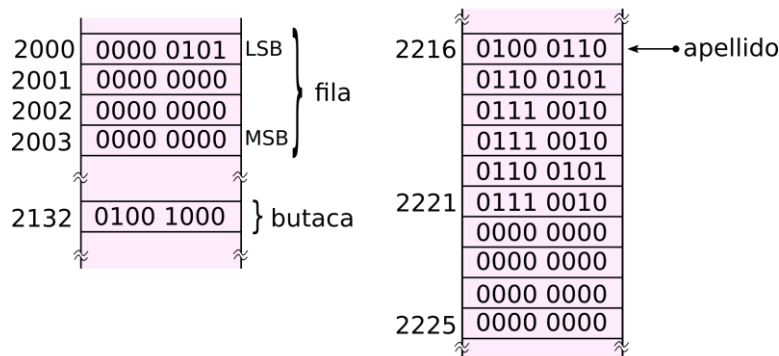 2000 0000 0101 LSB
2001 0000 0000
2002 0000 0000
2003 0000 0000 MSB
fila
2132 0100 1000 butaca
2216 0100 0110 apellido
0110 0101
0111 0010
0111 0010
0110 0101
2221 0111 0010
0000 0000
0000 0000
0000 0000
2225 0000 0000